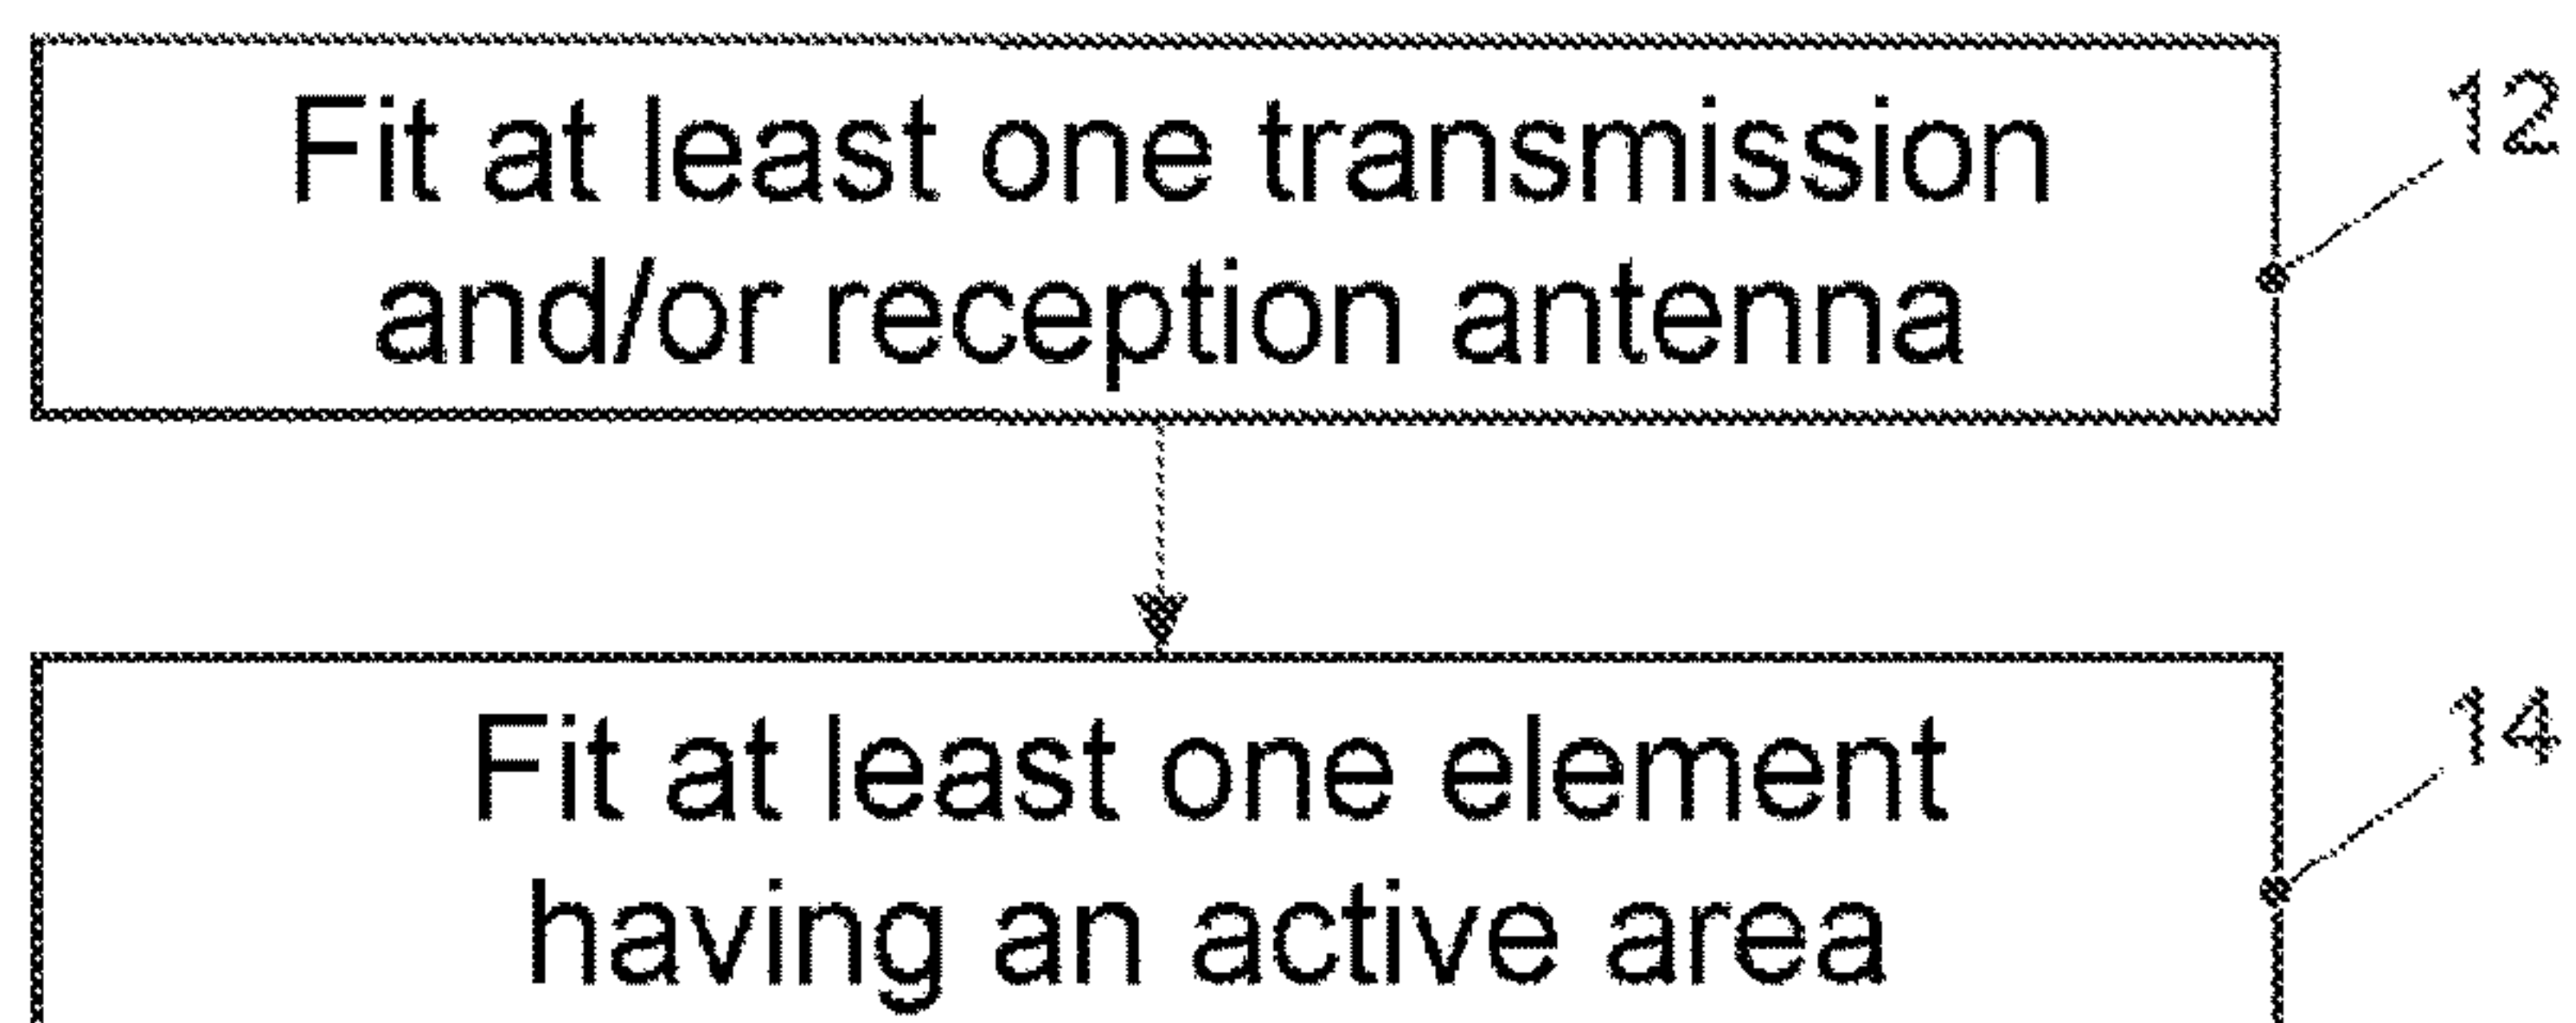 Fit at least one transmission
and/or reception antenna
12
Fit at least one element
having an active area
14